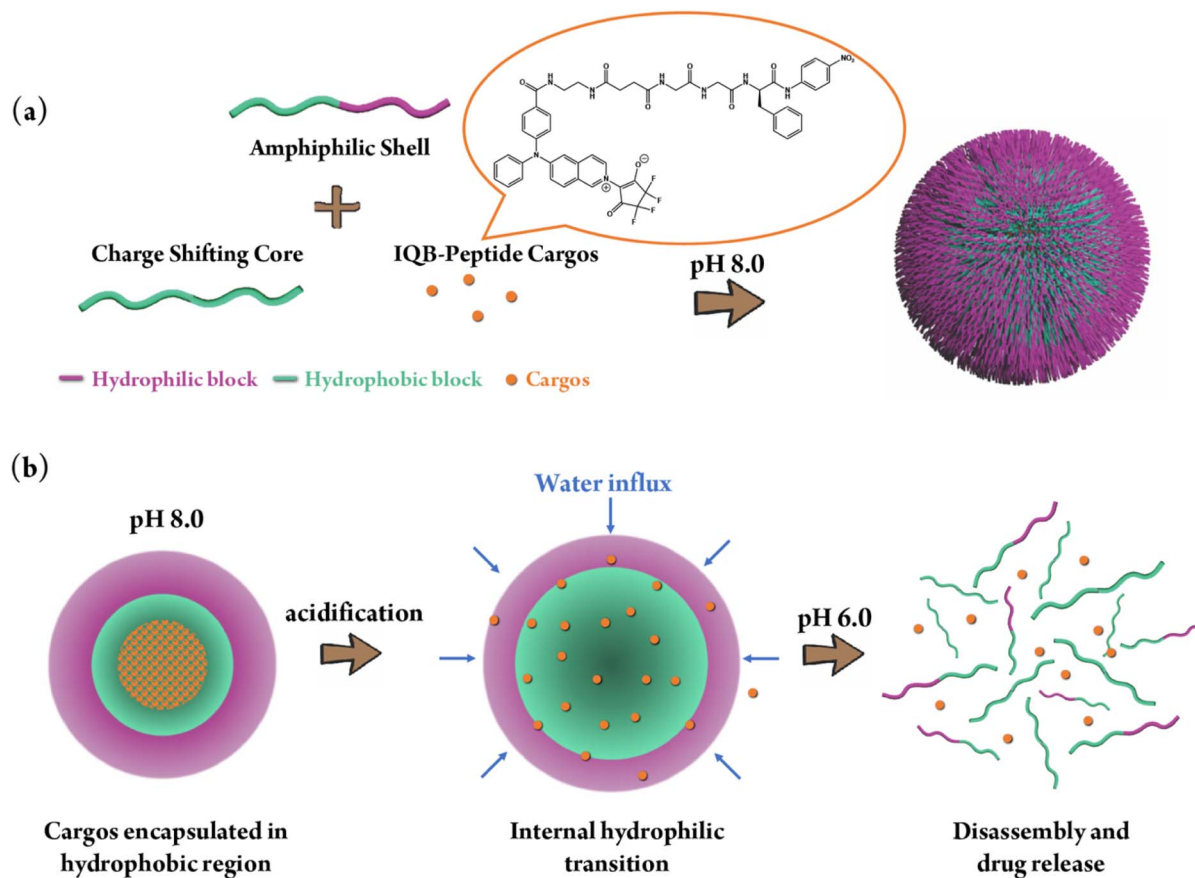 (a)
Amphiphilic Shell
Charge Shifting Core
IQB-Peptide Cargos
pH 8.0
Hydrophilic block
Hydrophobic block
Cargos
O
H
N
N
H
O
O
H
N
O
N
H
O
H
N
O
N
H
NO₂
N
N
⊕
O
⊖
O
F
F
F
F
(b)
pH 8.0
acidification
Water influx
pH 6.0
Cargos encapsulated in
hydrophobic region
Internal hydrophilic
transition
Disassembly and
drug release